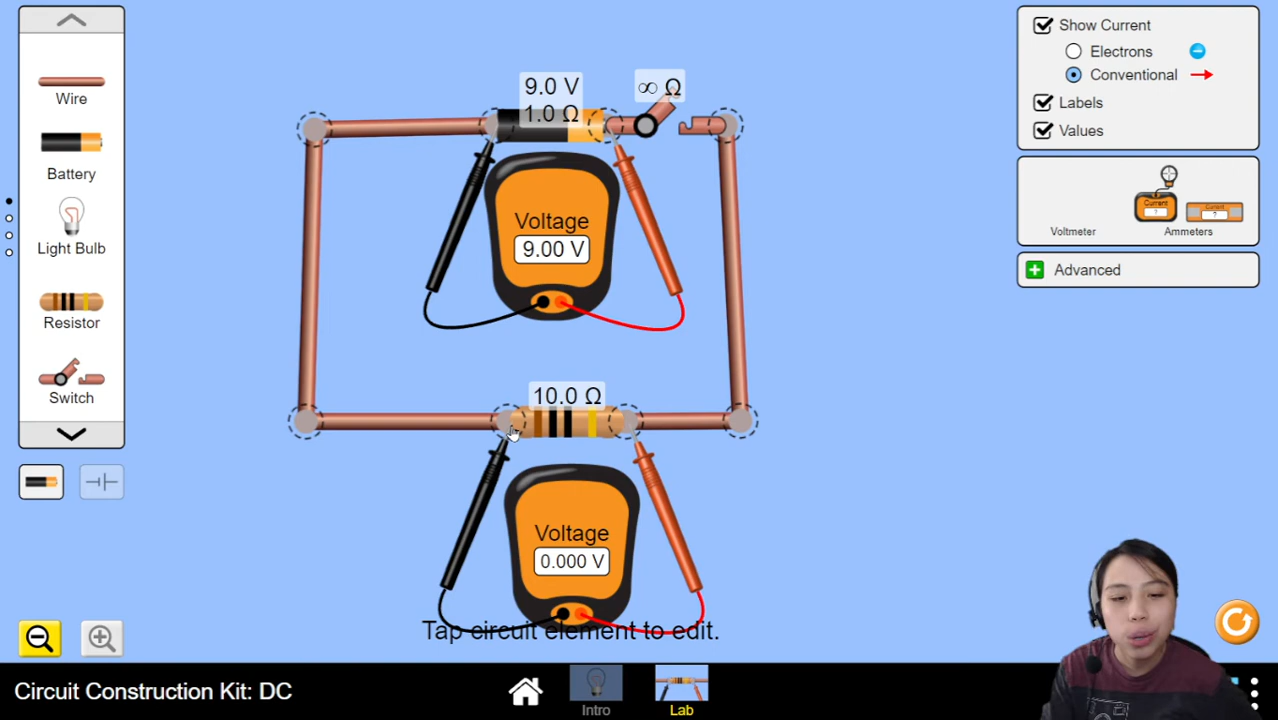 Wire
Battery
Light Bulb
Resistor
Switch
9.0 V
1.0 Ω
∞ Ω
Voltage
9.00 V
10.0 Ω
Voltage
0.000 V
Tap circuit element to edit.
Show Current
Electrons
Conventional
Labels
Values
Current
?
Current
?
Voltmeter
Ammeters
Advanced
Circuit Construction Kit: DC
Intro
Lab